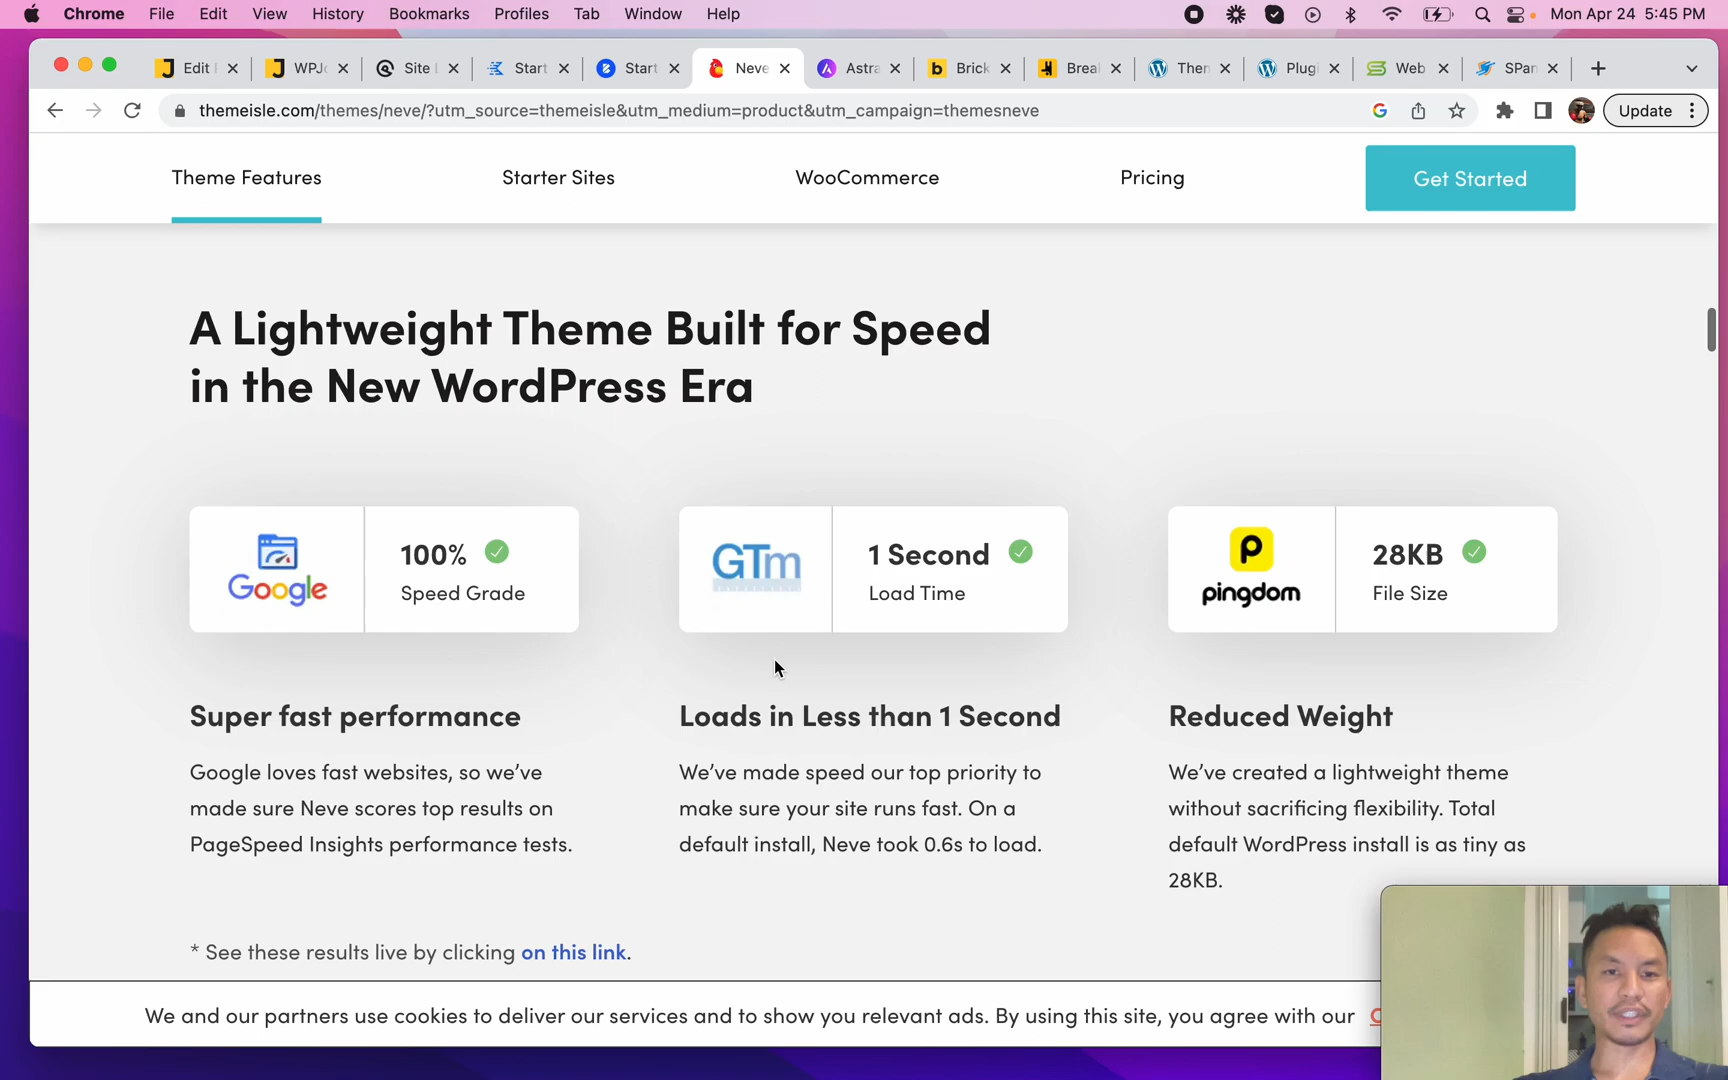 Chrome File Edit View History Bookmarks Profiles Tab Window Help Mon Apr 24 5:45 PM
Edit WPJo Site Start Start Neve Astra Brick Brea Then Plugi Web SPan
themeisle.com/themes/neve/?utm_source=themeisle&utm_medium=product&utm_campaign=themesneve Update
Theme Features Starter Sites WooCommerce Pricing Get Started
A Lightweight Theme Built for Speed
in the New WordPress Era
Google
100%
Speed Grade
GTm
1 Second
Load Time
pingdom
28KB
File Size
Super fast performance
Google loves fast websites, so we've
made sure Neve scores top results on
PageSpeed Insights performance tests.
Loads in Less than 1 Second
We've made speed our top priority to
make sure your site runs fast. On a
default install, Neve took 0.6s to load.
Reduced Weight
We've created a lightweight theme
without sacrificing flexibility. Total
default WordPress install is as tiny as
28KB.
* See these results live by clicking on this link.
We and our partners use cookies to deliver our services and to show you relevant ads. By using this site, you agree with our